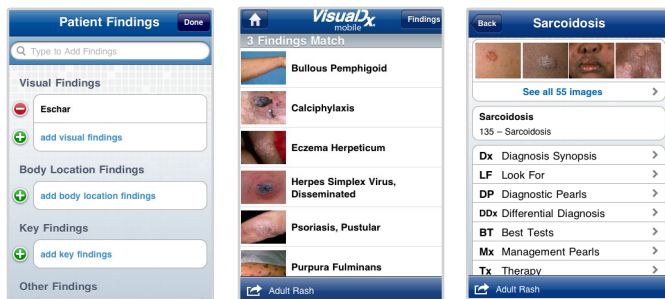 Patient Findings
Done
Type to Add Findings
Visual Findings
Eschar
add visual findings
Body Location Findings
add body location findings
Key Findings
add key findings
Other Findings
VisualDx
mobile
Findings
3 Findings Match
Bullous Pemphigoid
Calciphylaxis
Eczema Herpeticum
Herpes Simplex Virus,
Disseminated
Psoriasis, Pustular
Purpura Fulminans
Adult Rash
Back
Sarcoidosis
See all 55 images
Sarcoidosis
135 – Sarcoidosis
Dx Diagnosis Synopsis
LF Look For
DP Diagnostic Pearls
DDx Differential Diagnosis
BT Best Tests
Mx Management Pearls
Tx Therapy
Adult Rash